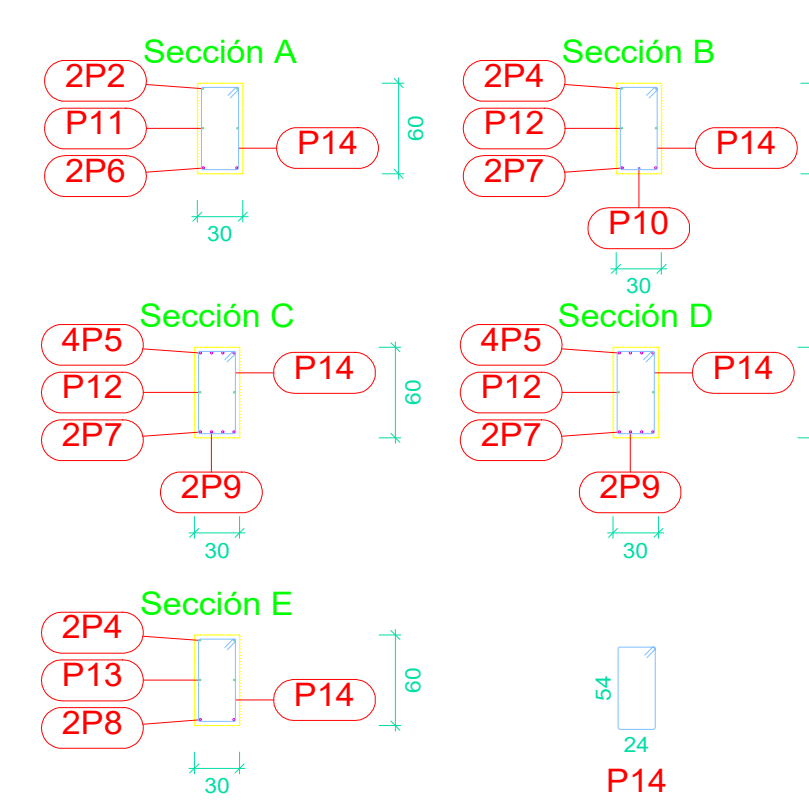 Sección A
2P2
P11
2P6
P14
60
30
Sección B
2P4
P12
2P7
P14
P10
30
Sección C
4P5
P12
2P7
P14
2P9
60
30
Sección D
4P5
P12
2P7
P14
2P9
30
Sección E
2P4
P13
2P8
P14
60
30
54
24
P14